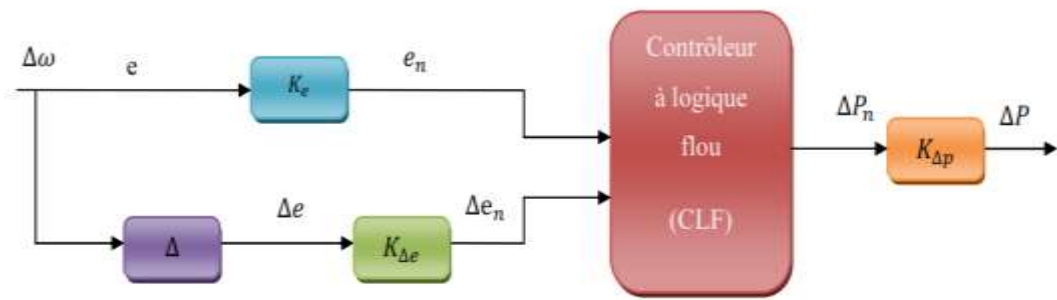 Δω
e
K_e
e_n
Δ
Δe
K_Δe
Δe_n
Contrôleur
à logique
flou
(CLF)
ΔP_n
K_Δp
ΔP